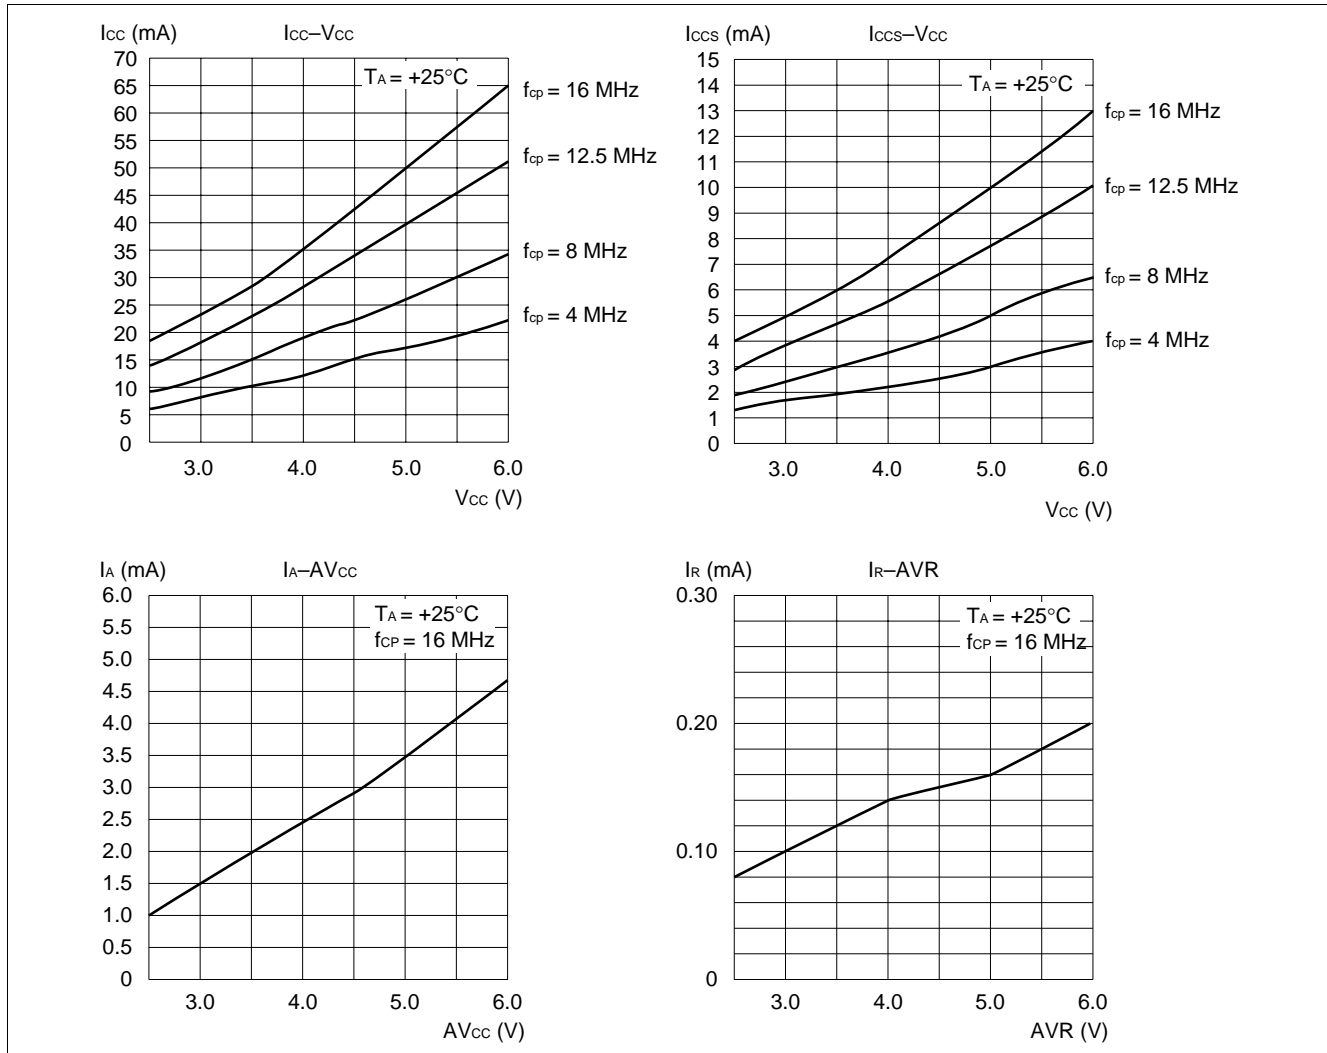 Icc (mA) Icc–Vcc
TA = +25°C
70
65
60
55
50
45
40
35
30
25
20
15
10
5
0
fcp = 16 MHz
fcp = 12.5 MHz
fcp = 8 MHz
fcp = 4 MHz
3.0 4.0 5.0 6.0
Vcc (V)
Iccs (mA) Iccs–Vcc
TA = +25°C
15
14
13
12
11
10
9
8
7
6
5
4
3
2
1
0
fcp = 16 MHz
fcp = 12.5 MHz
fcp = 8 MHz
fcp = 4 MHz
3.0 4.0 5.0 6.0
Vcc (V)
IA (mA) IA–AVcc
TA = +25°C
fCP = 16 MHz
6.0
5.5
5.0
4.5
4.0
3.5
3.0
2.5
2.0
1.5
1.0
0.5
0
3.0 4.0 5.0 6.0
AVcc (V)
IR (mA) IR–AVR
TA = +25°C
fCP = 16 MHz
0.30
0.20
0.10
0
3.0 4.0 5.0 6.0
AVR (V)